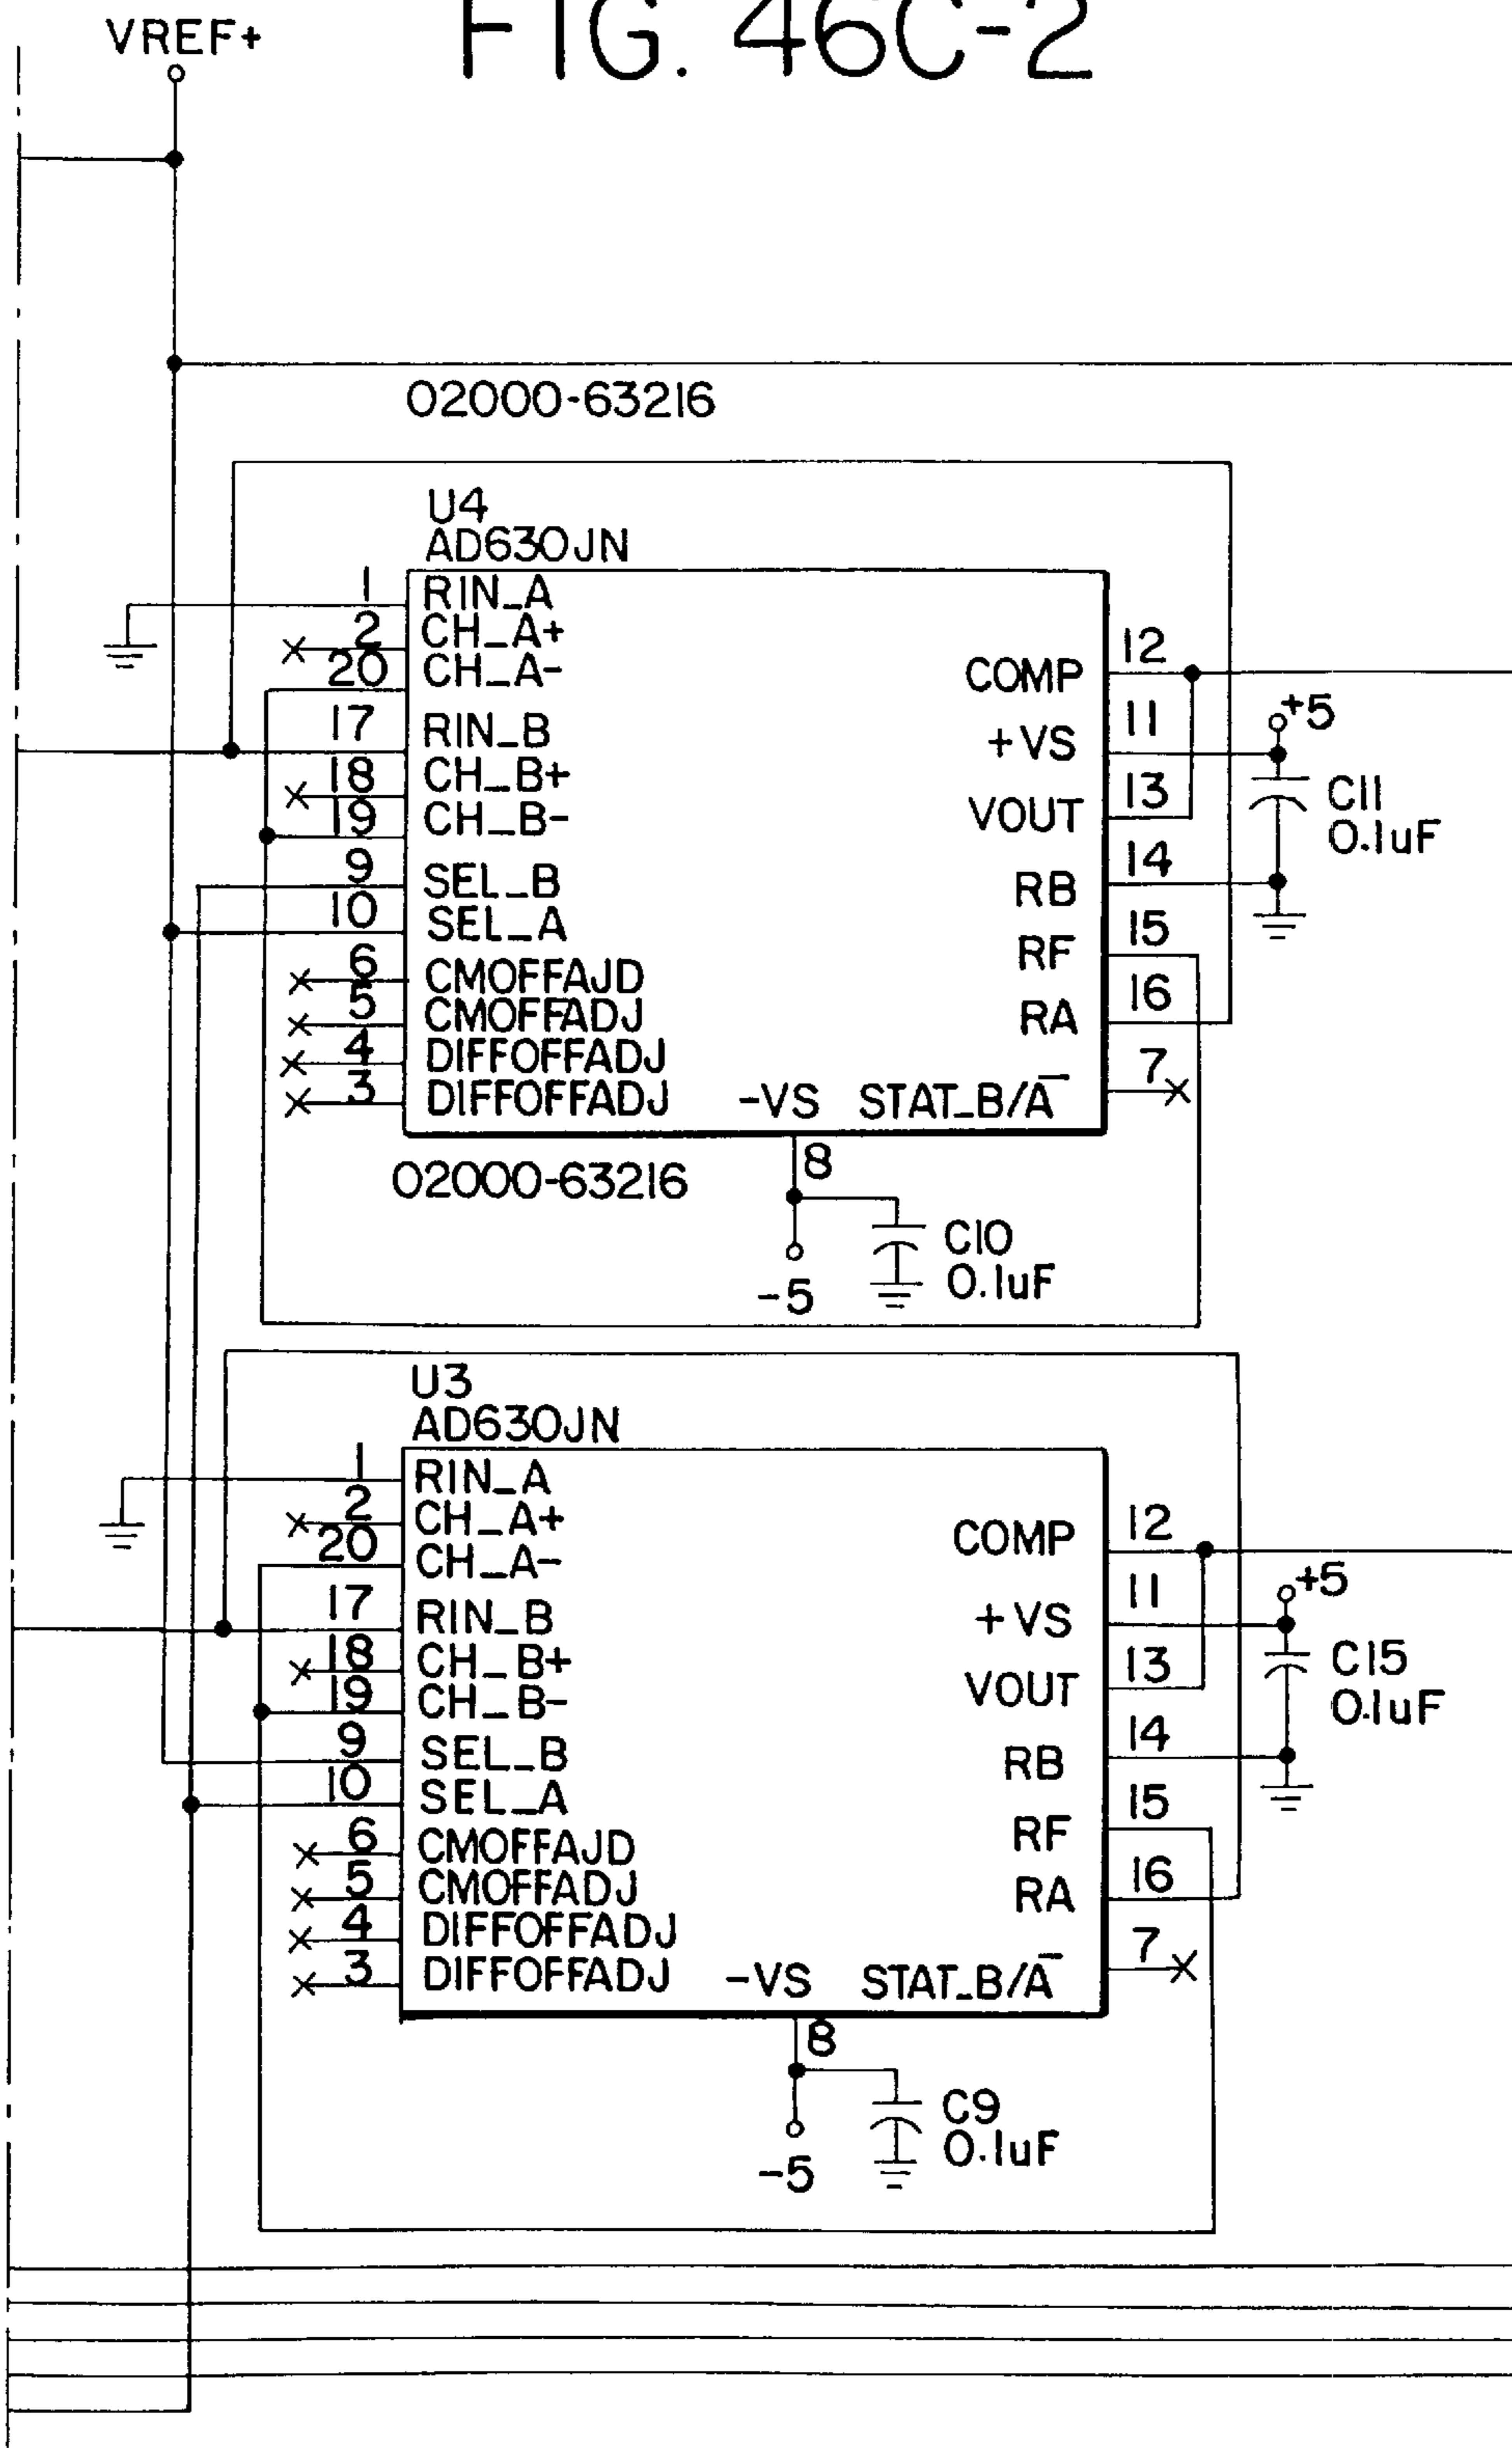 FIG. 46C-2
VREF+
02000-63216
U4
AD630JN
1 RIN_A
2 CH_A+
20 CH_A-
17 RIN_B
18 CH_B+
19 CH_B-
9 SEL_B
10 SEL_A
6 CMOFFAJD
5 CMOFFADJ
4 DIFFOFFADJ
3 DIFFOFFADJ
COMP 12
+VS 11
+5
VOUT 13
C11
0.1uF
RB 14
RF 15
RA 16
-VS STAT_B/A̅ 7
8
02000-63216
C10
0.1uF
-5
U3
AD630JN
1 RIN_A
2 CH_A+
20 CH_A-
17 RIN_B
18 CH_B+
19 CH_B-
9 SEL_B
10 SEL_A
6 CMOFFAJD
5 CMOFFADJ
4 DIFFOFFADJ
3 DIFFOFFADJ
COMP 12
+VS 11
+5
VOUT 13
C15
0.1uF
RB 14
RF 15
RA 16
-VS STAT_B/A̅ 7
8
C9
0.1uF
-5